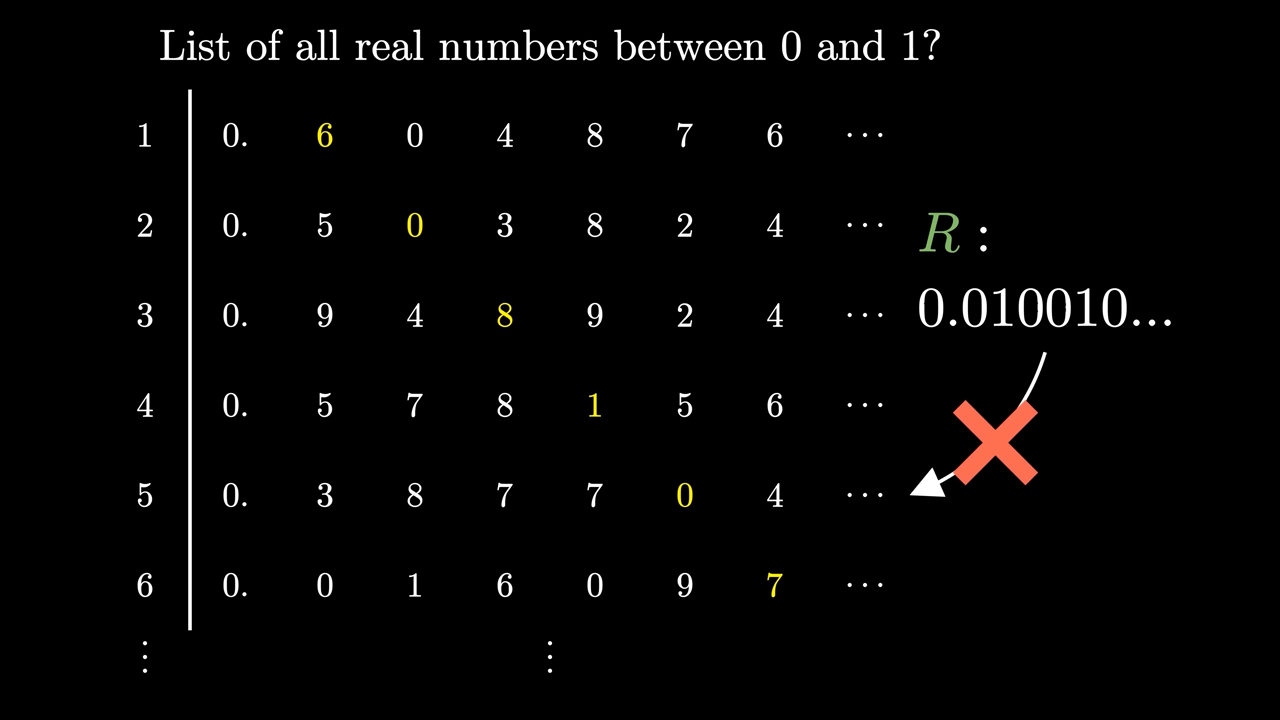 List of all real numbers between 0 and 1?
1 0. 6 0 4 8 7 6 ⋯
2 0. 5 0 3 8 2 4 ⋯
R :
0.010010...
3 0. 9 4 8 9 2 4 ⋯
4 0. 5 7 8 1 5 6 ⋯
5 0. 3 8 7 7 0 4 ⋯
6 0. 0 1 6 0 9 7 ⋯
⋮ ⋮